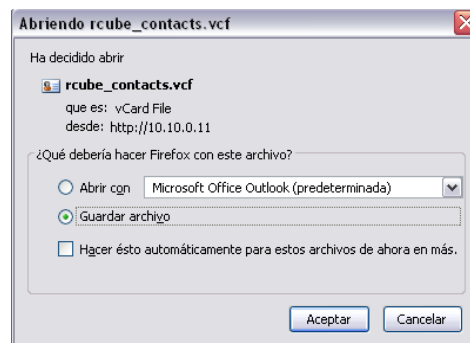 Abriendo rcube_contacts.vcf
Ha decidido abrir
rcube_contacts.vcf
que es: vCard File
desde: http://10.10.0.11
¿Qué debería hacer Firefox con este archivo?
Abrir con Microsoft Office Outlook (predeterminada)
Guardar archivo
Hacer ésto automáticamente para estos archivos de ahora en más.
Aceptar Cancelar